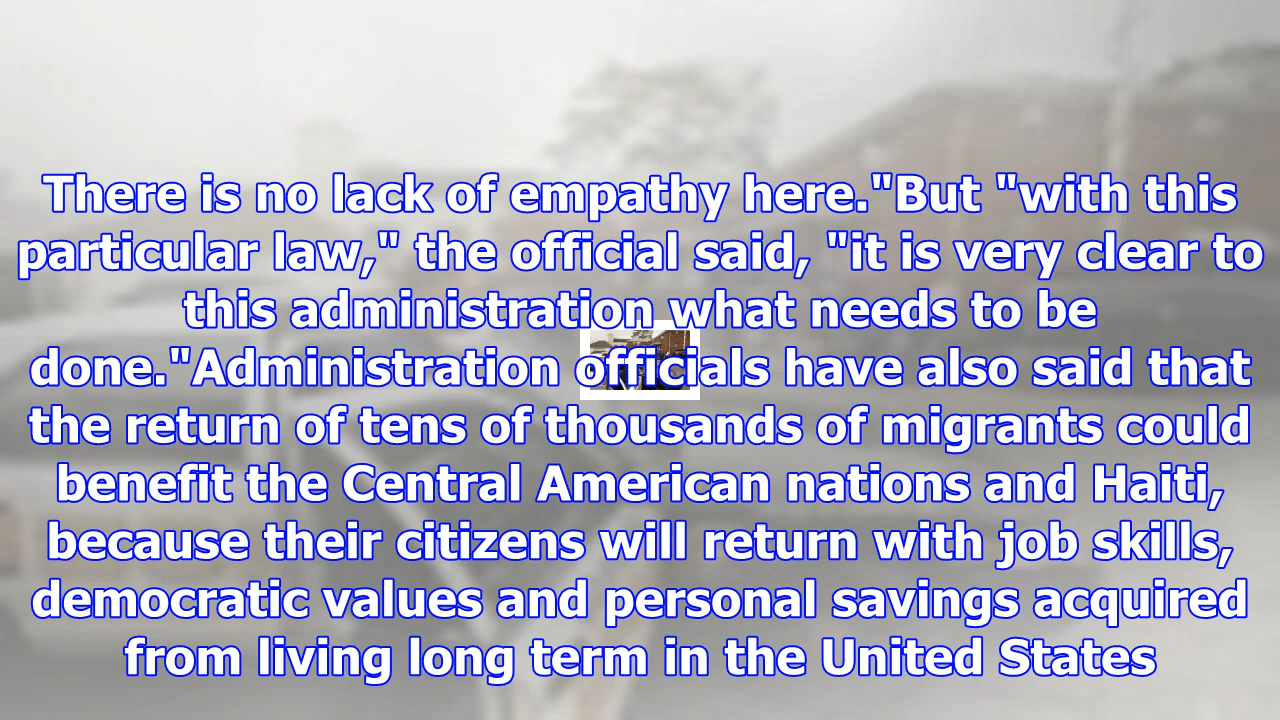 There is no lack of empathy here."But "with this
particular law," the official said, "it is very clear to
this administration what needs to be
done."Administration officials have also said that
the return of tens of thousands of migrants could
benefit the Central American nations and Haiti,
because their citizens will return with job skills,
democratic values and personal savings acquired
from living long term in the United States